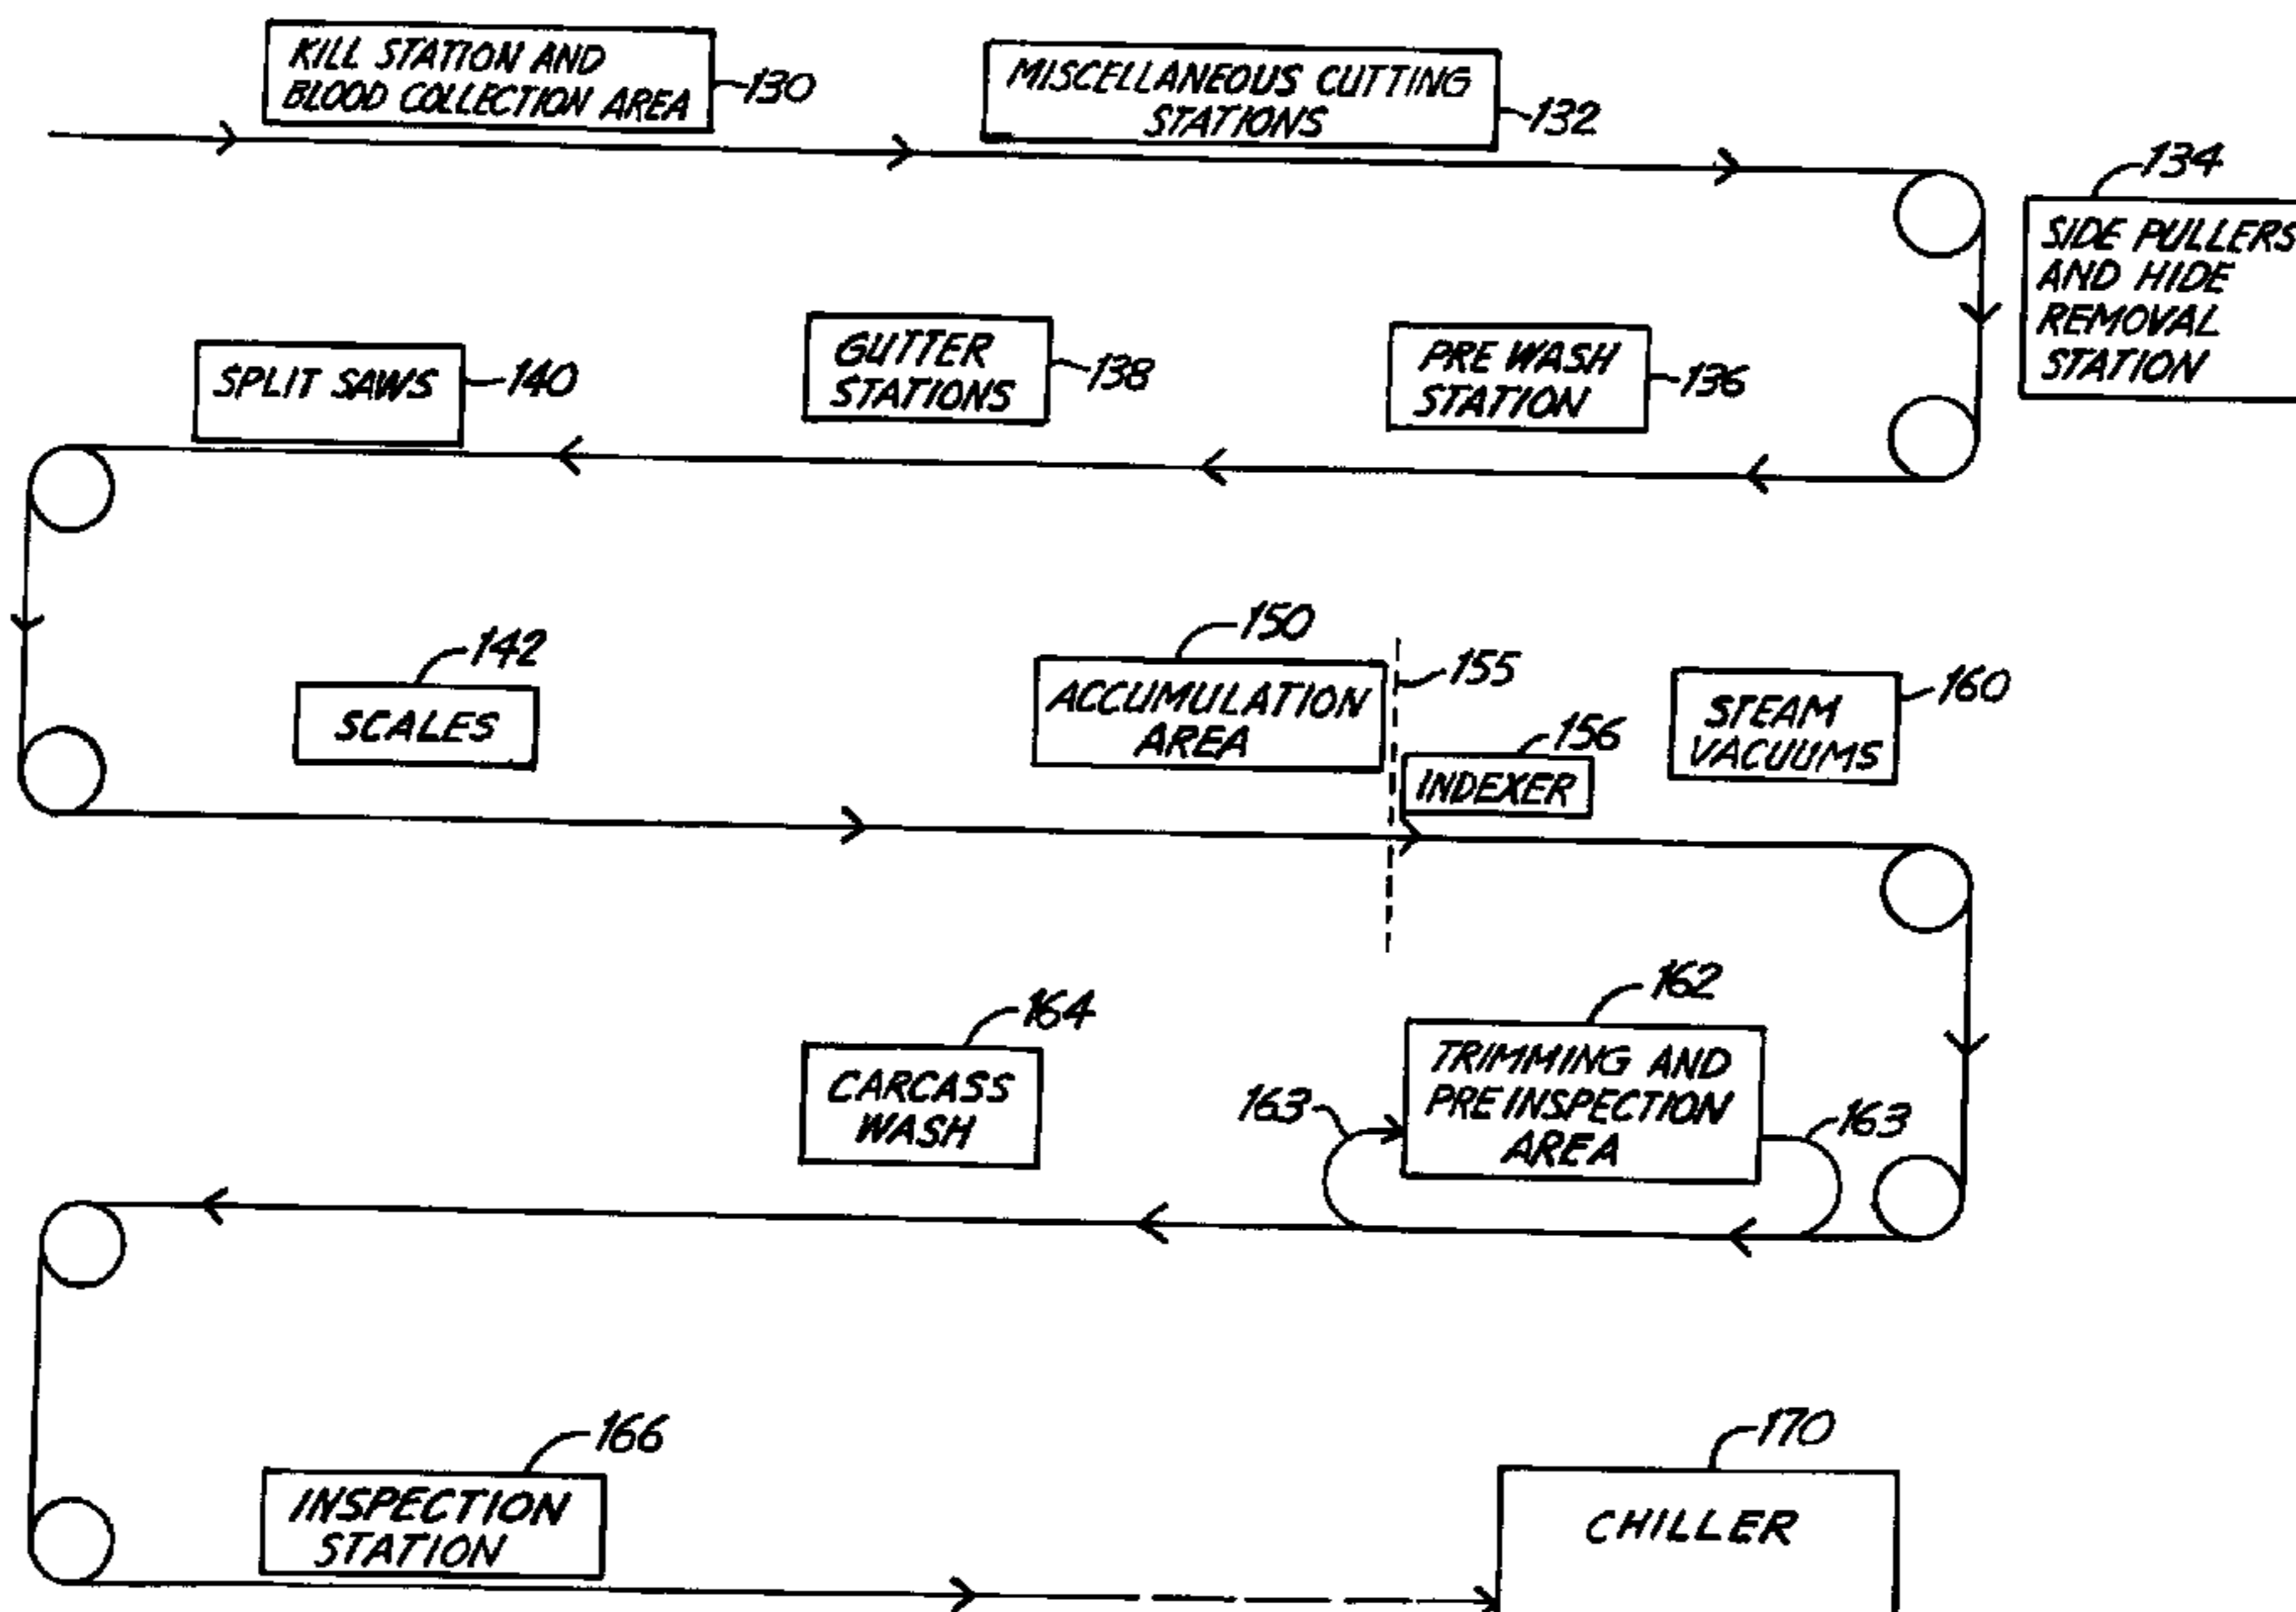 KILL STATION AND
BLOOD COLLECTION AREA
130
MISCELLANEOUS CUTTING
STATIONS
132
134
SIDE PULLERS
AND HIDE
REMOVAL
STATION
SPLIT SAWS
140
GUTTER
STATIONS
138
PRE WASH
STATION
136
142
SCALES
150
ACCUMULATION
AREA
155
156
INDEXER
STEAM
VACUUMS
160
164
CARCASS
WASH
162
TRIMMING AND
PRE INSPECTION
AREA
163
163
166
INSPECTION
STATION
170
CHILLER